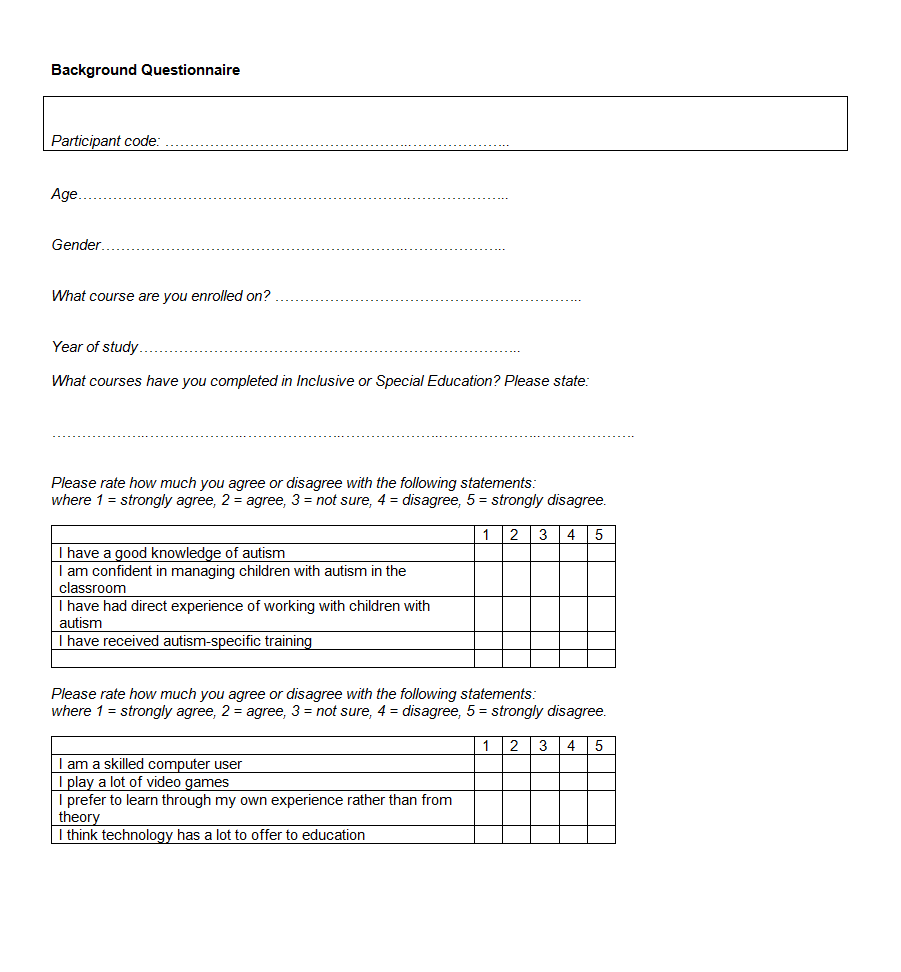 Background Questionnaire
Participant code: …………………………………………..………………..
Age…………………………………………………………..………………..
Gender……………………………………………………..………………..
What course are you enrolled on? ……………………………………………………..
Year of study…………………………………………………………………..
What courses have you completed in Inclusive or Special Education? Please state:
………………..………………..………………..………………..………………..………………..
Please rate how much you agree or disagree with the following statements:
where 1 = strongly agree, 2 = agree, 3 = not sure, 4 = disagree, 5 = strongly disagree.
1 2 3 4 5
I have a good knowledge of autism
I am confident in managing children with autism in the
classroom
I have had direct experience of working with children with
autism
I have received autism-specific training
Please rate how much you agree or disagree with the following statements:
where 1 = strongly agree, 2 = agree, 3 = not sure, 4 = disagree, 5 = strongly disagree.
1 2 3 4 5
I am a skilled computer user
I play a lot of video games
I prefer to learn through my own experience rather than from
theory
I think technology has a lot to offer to education